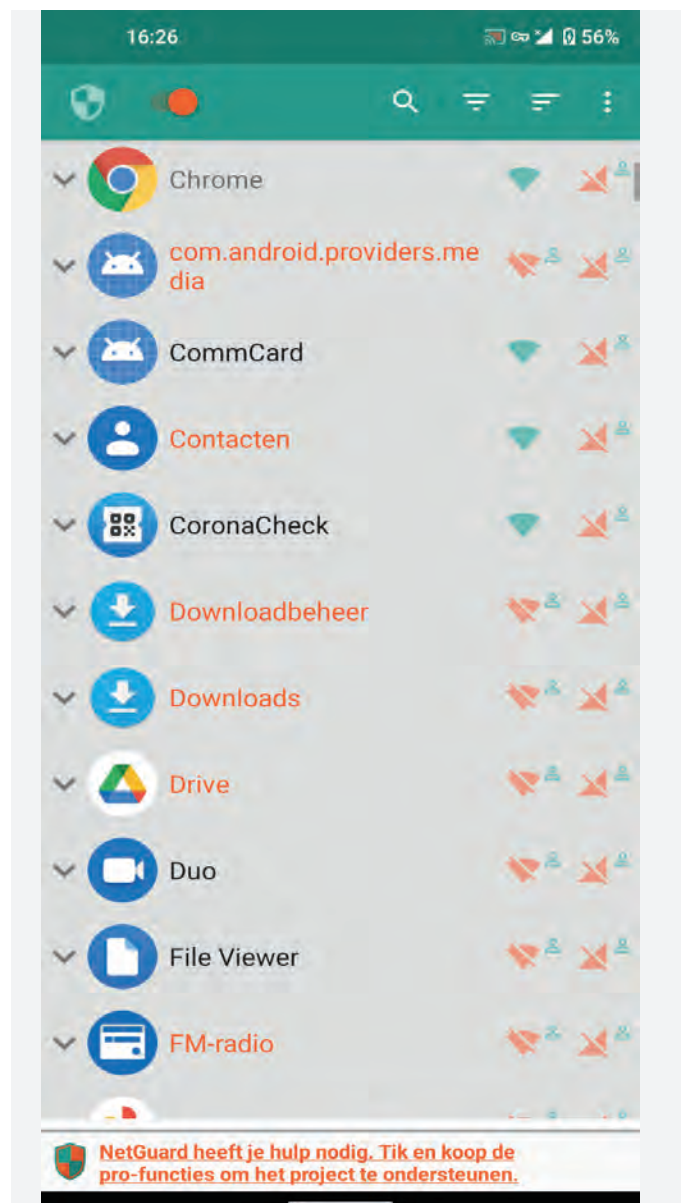 16:26
56%
Chrome
com.android.providers.me
dia
CommCard
Contacten
CoronaCheck
Downloadbeheer
Downloads
Drive
Duo
File Viewer
FM-radio
NetGuard heeft je hulp nodig. Tik en koop de
pro-functies om het project te ondersteunen.